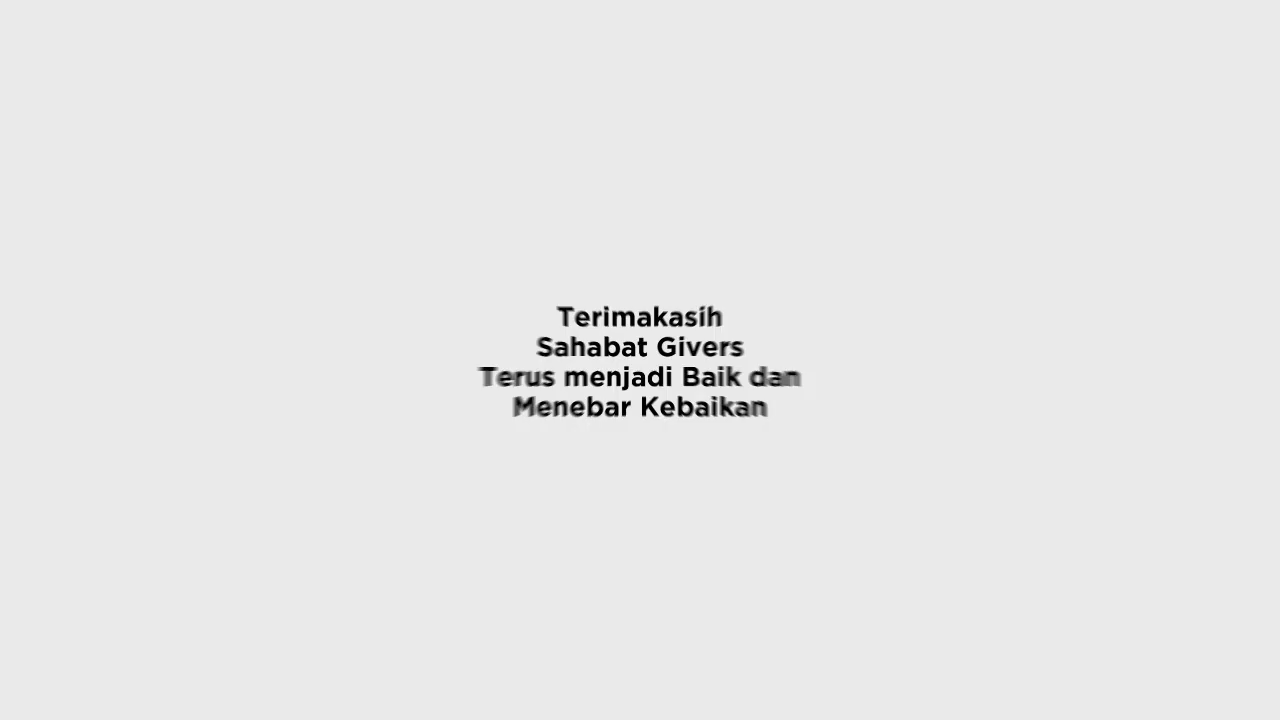 Terimakasih
Sahabat Givers
Terus menjadi Baik dan
Menebar Kebaikan